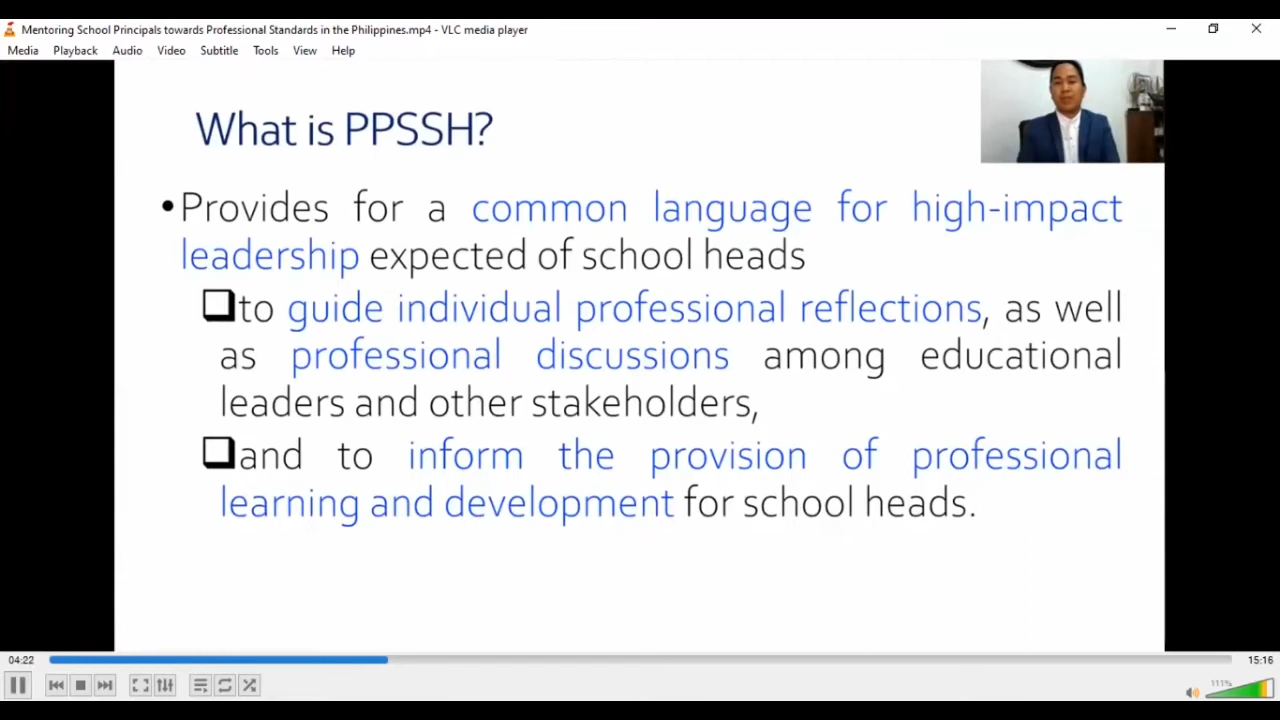 Mentoring School Principals towards Professional Standards in the Philippines.mp4 - VLC media player
Media Playback Audio Video Subtitle Tools View Help
What is PPSSH?
•Provides for a common language for high-impact
leadership expected of school heads
❑to guide individual professional reflections, as well
as professional discussions among educational
leaders and other stakeholders,
❑and to inform the provision of professional
learning and development for school heads.
04:22 15:16
111%